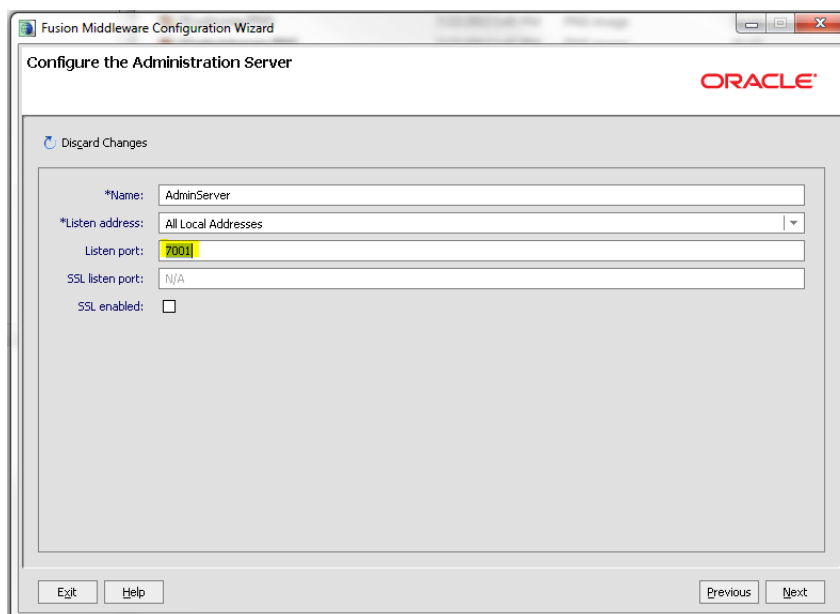 Fusion Middleware Configuration Wizard
Configure the Administration Server
ORACLE
Discard Changes
*Name: AdminServer
*Listen address: All Local Addresses
Listen port: 7001
SSL listen port: N/A
SSL enabled:
Exit Help Previous Next